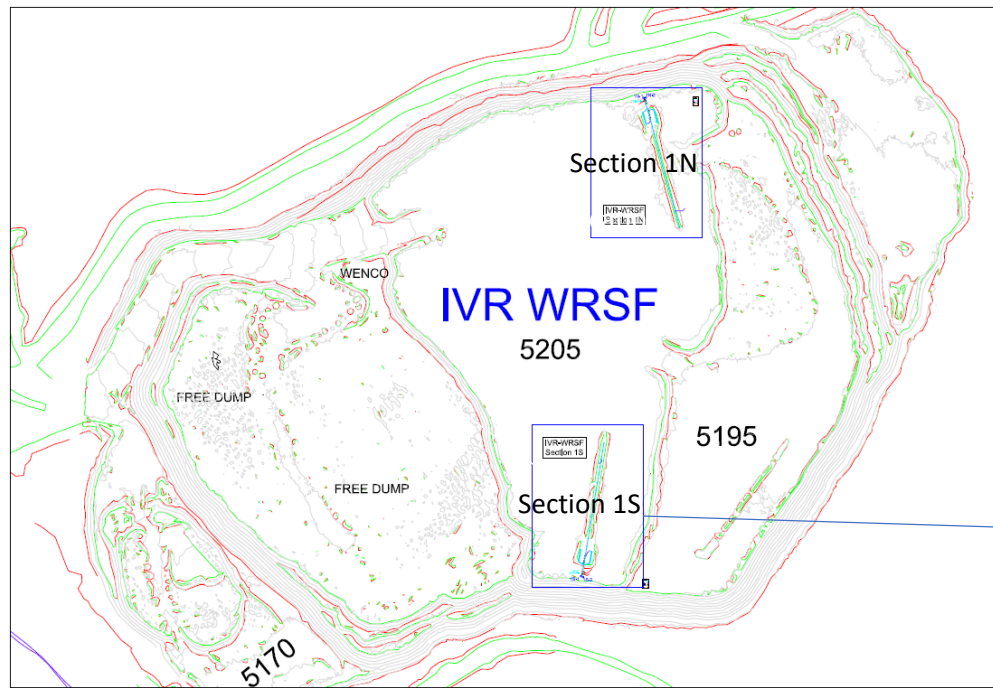 Section 1N
IVR-WRSF
WENCO
IVR WRSF
5205
FREE DUMP
5195
IVR-WRSF
Section 1S
FREE DUMP
Section 1S
5170